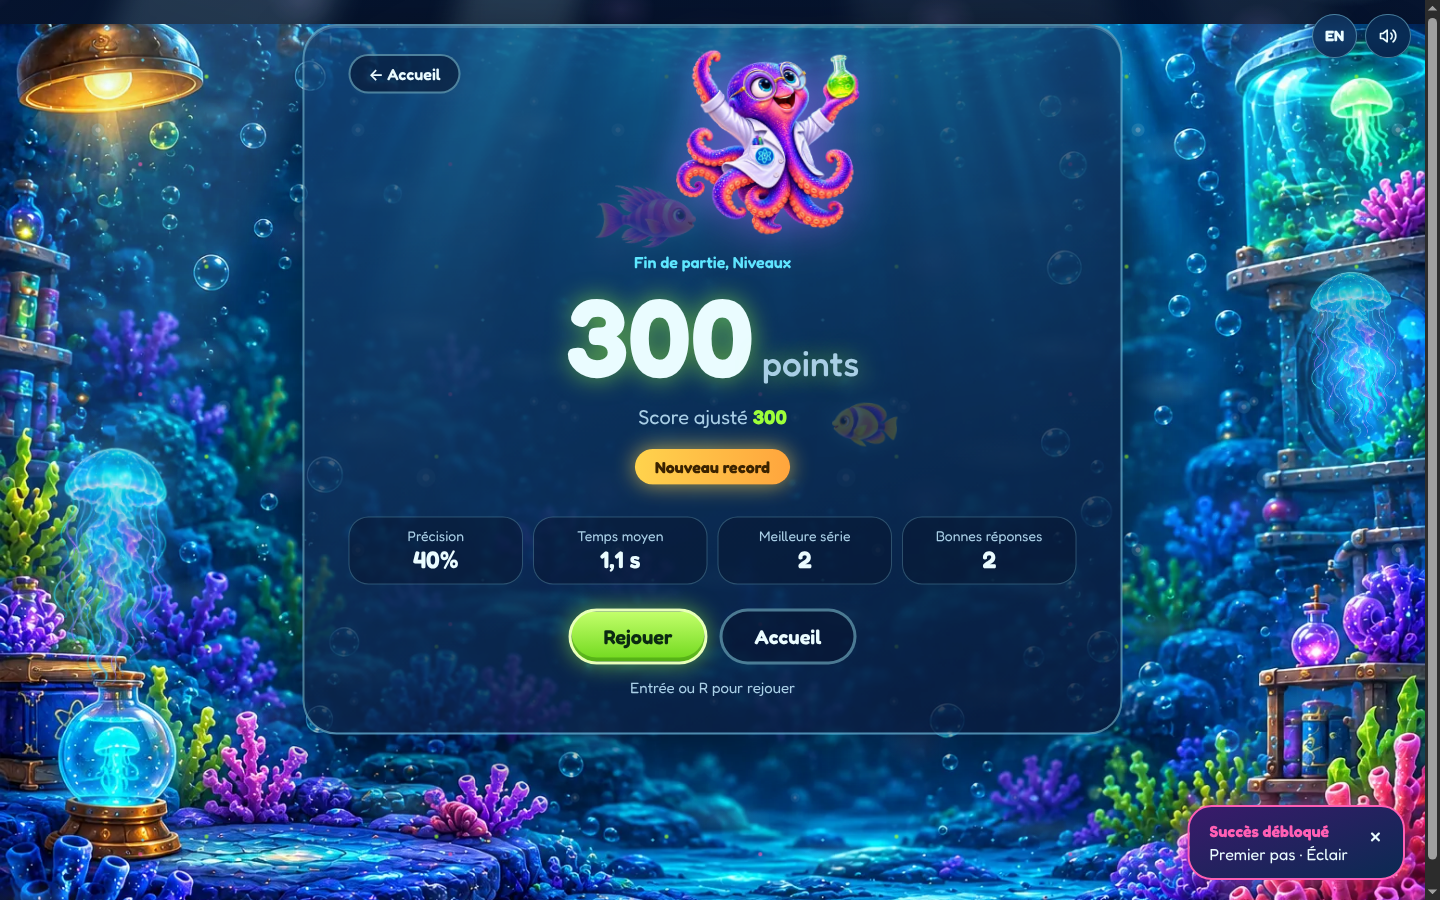 ← Accueil
EN
Fin de partie, Niveaux
300 points
Score ajusté 300
Nouveau record
Précision
40%
Temps moyen
1,1 s
Meilleure série
2
Bonnes réponses
2
Rejouer
Accueil
Entrée ou R pour rejouer
Succès débloqué
Premier pas · Éclair
×